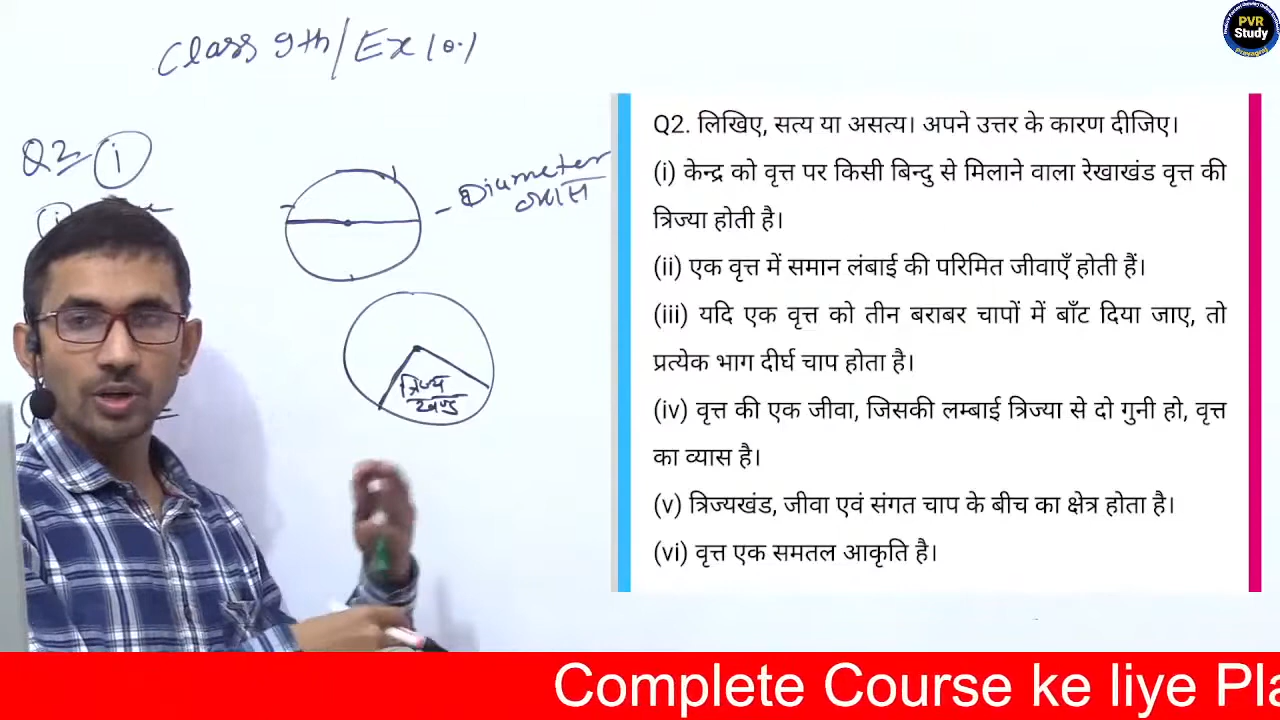 Class 9th/Ex 10.1
PVR
Study
Prayagraj
Q2. लिखिए, सत्य या असत्य। अपने उत्तर के कारण दीजिए।
(i) केन्द्र को वृत्त पर किसी बिन्दु से मिलाने वाला रेखाखंड वृत्त की
त्रिज्या होती है।
(ii) एक वृत्त में समान लंबाई की परिमित जीवाएँ होती हैं।
(iii) यदि एक वृत्त को तीन बराबर चापों में बाँट दिया जाए, तो
प्रत्येक भाग दीर्घ चाप होता है।
(iv) वृत्त की एक जीवा, जिसकी लम्बाई त्रिज्या से दो गुनी हो, वृत्त
का व्यास है।
(v) त्रिज्यखंड, जीवा एवं संगत चाप के बीच का क्षेत्र होता है।
(vi) वृत्त एक समतल आकृति है।
Q2 i
Diameter
व्यास
त्रिज्य
खण्ड
Complete Course ke liye